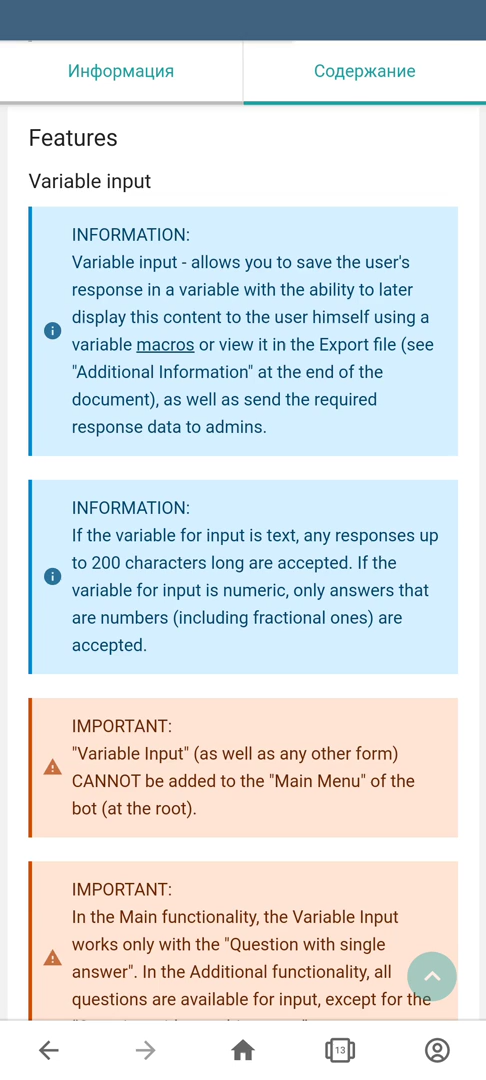 Информация
Содержание
Features
Variable input
INFORMATION:
Variable input - allows you to save the user's
response in a variable with the ability to later
display this content to the user himself using a
variable macros or view it in the Export file (see
"Additional Information" at the end of the
document), as well as send the required
response data to admins.
INFORMATION:
If the variable for input is text, any responses up
to 200 characters long are accepted. If the
variable for input is numeric, only answers that
are numbers (including fractional ones) are
accepted.
IMPORTANT:
"Variable Input" (as well as any other form)
CANNOT be added to the "Main Menu" of the
bot (at the root).
IMPORTANT:
In the Main functionality, the Variable Input
works only with the "Question with single
answer". In the Additional functionality, all
questions are available for input, except for the
13